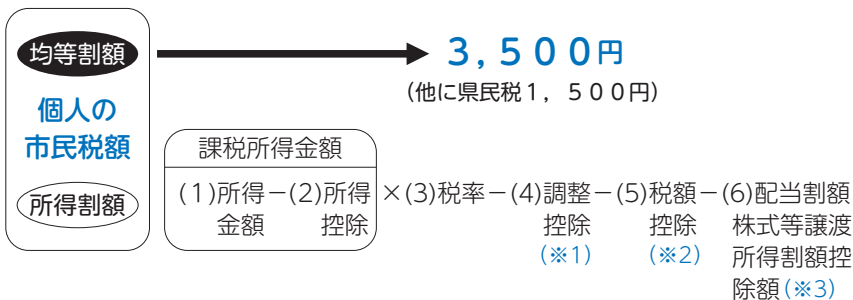 均等割額
3,500円
(他に県民税1，500円)
個人の
市民税額
課税所得金額
所得割額
(1)所得－(2)所得×(3)税率－(4)調整－(5)税額－(6)配当割額
金額 控除 控除 控除 株式等譲渡
(※1) (※2) 所得割額控
除額(※3)